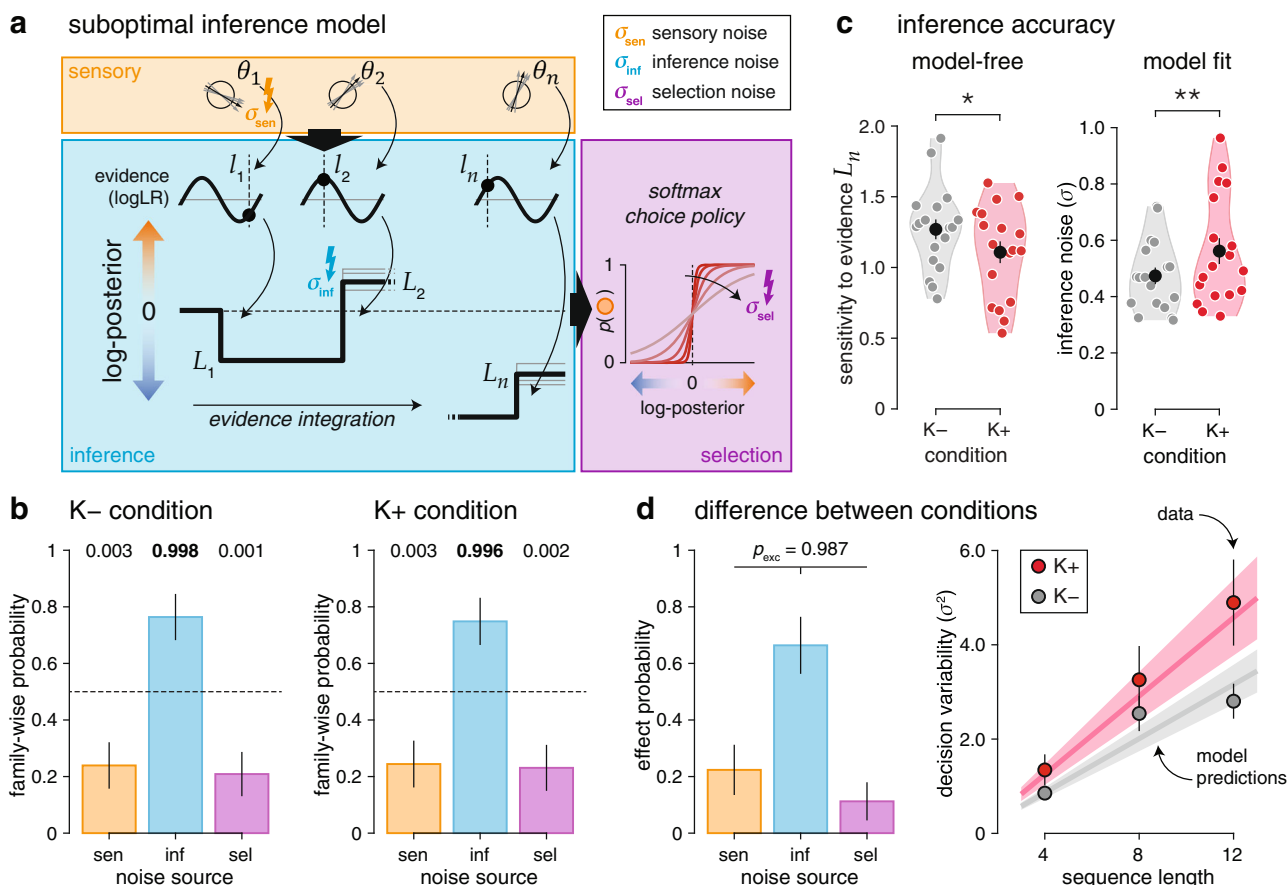 a suboptimal inference model
σsen sensory noise
σinf inference noise
σsel selection noise
sensory
θ1
θ2
θn
σsen
evidence
(logLR)
l1
l2
ln
log-posterior
0
σinf
L1
L2
Ln
evidence integration
inference
softmax
choice policy
1
p( )
0
σsel
0
log-posterior
selection
c inference accuracy
model-free
*
sensitivity to evidence Ln
2.0
1.5
1.0
0.5
0
K− K+
condition
model fit
**
inference noise (σ)
1.0
0.8
0.6
0.4
0.2
0
K− K+
condition
b K− condition
0.003 0.998 0.001
family-wise probability
1
0.8
0.6
0.4
0.2
0
sen inf sel
noise source
K+ condition
0.003 0.996 0.002
family-wise probability
1
0.8
0.6
0.4
0.2
0
sen inf sel
noise source
d difference between conditions
pexc = 0.987
effect probability
1
0.8
0.6
0.4
0.2
0
sen inf sel
noise source
data
K+
K−
decision variability (σ²)
6.0
4.0
2.0
0
model
predictions
4 8 12
sequence length